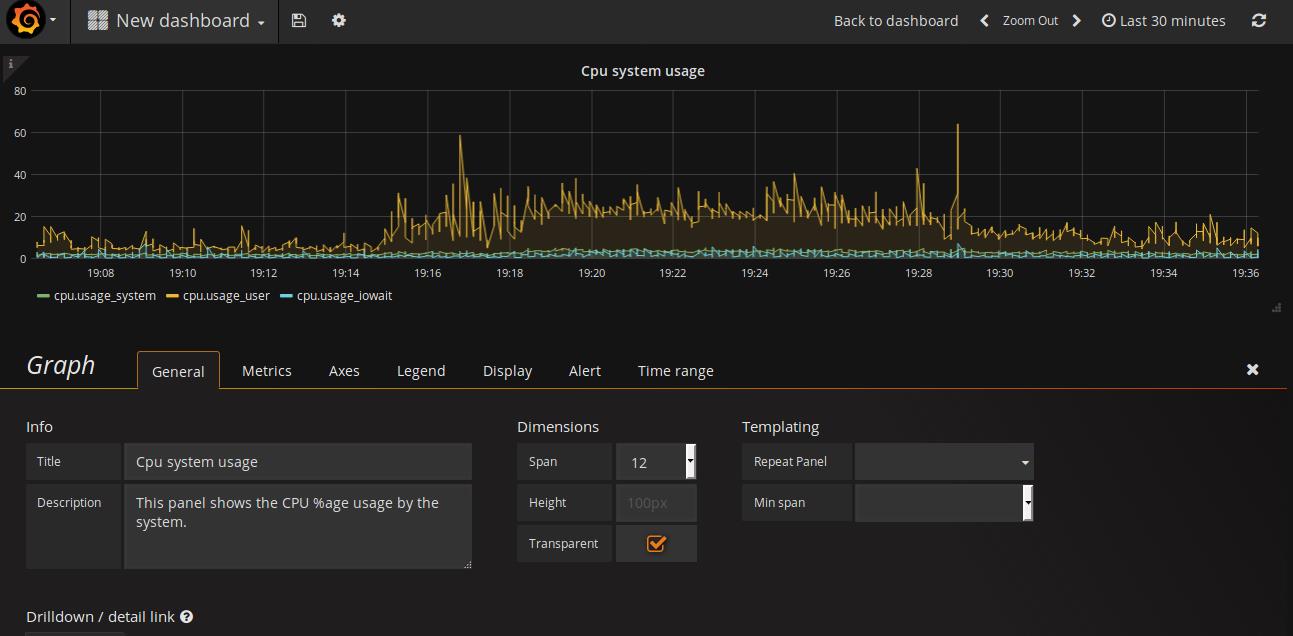 New dashboard
Back to dashboard Zoom Out Last 30 minutes
i
Cpu system usage
80
60
40
20
0
19:08 19:10 19:12 19:14 19:16 19:18 19:20 19:22 19:24 19:26 19:28 19:30 19:32 19:34 19:36
cpu.usage_system cpu.usage_user cpu.usage_iowait
Graph General Metrics Axes Legend Display Alert Time range
Info Dimensions Templating
Title Cpu system usage Span 12 Repeat Panel
Description This panel shows the CPU %age usage by the Height 100px Min span
system.
Transparent
Drilldown / detail link ?